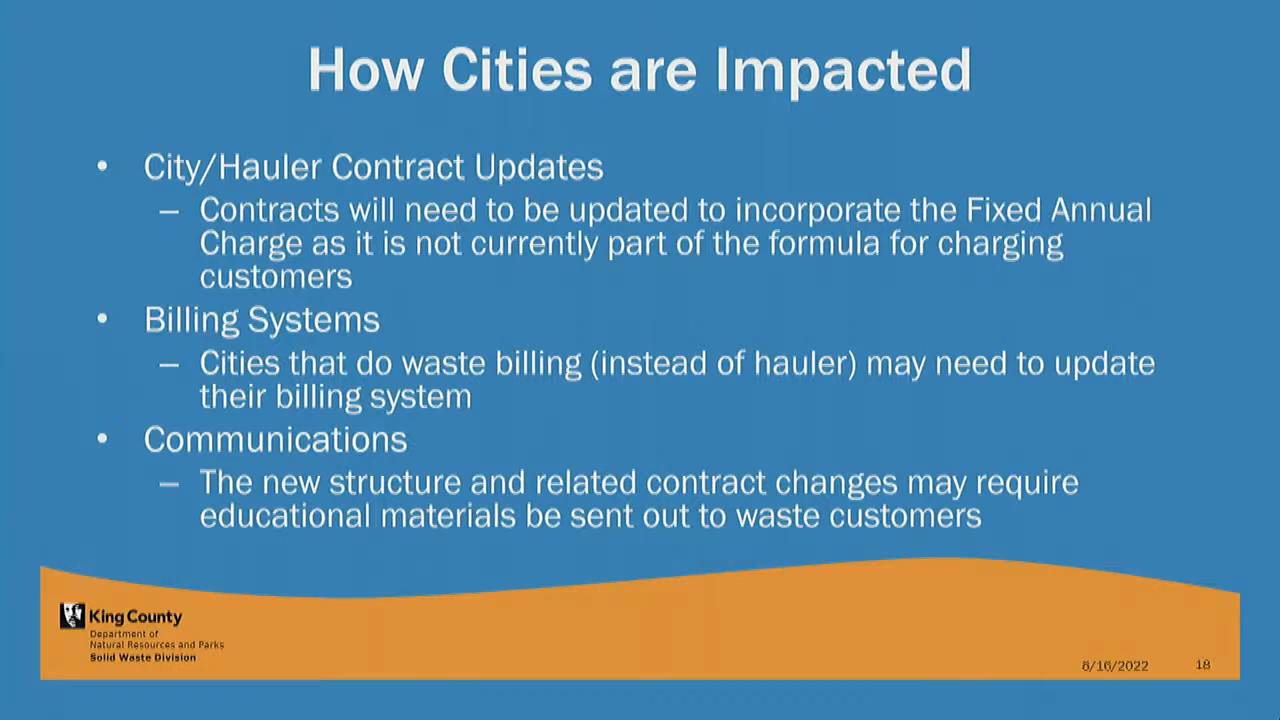 How Cities are Impacted
• City/Hauler Contract Updates
– Contracts will need to be updated to incorporate the Fixed Annual
Charge as it is not currently part of the formula for charging
customers
• Billing Systems
– Cities that do waste billing (instead of hauler) may need to update
their billing system
• Communications
– The new structure and related contract changes may require
educational materials be sent out to waste customers
King County
Department of
Natural Resources and Parks
Solid Waste Division
8/16/2022
18